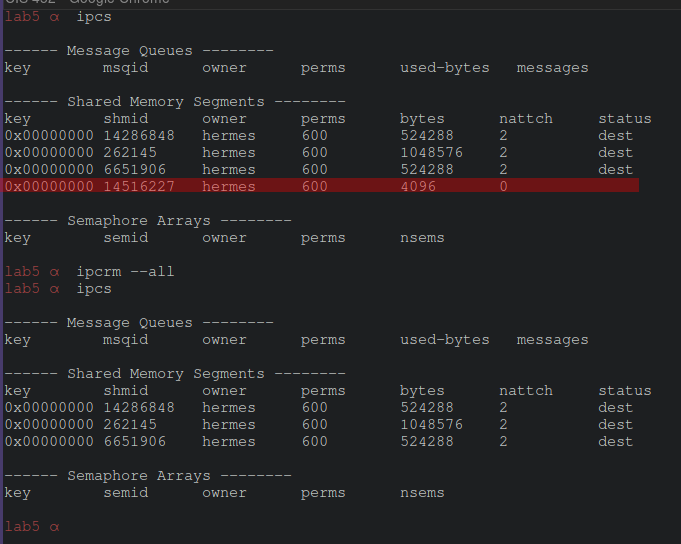 lab5 α ipcs
------ Message Queues --------
key        msqid      owner      perms      used-bytes   messages
------ Shared Memory Segments --------
key        shmid      owner      perms      bytes      nattch     status
0x00000000 14286848   hermes     600        524288     2          dest
0x00000000 262145     hermes     600        1048576    2          dest
0x00000000 6651906    hermes     600        524288     2          dest
0x00000000 14516227   hermes     600        4096       0
------ Semaphore Arrays --------
key        semid      owner      perms      nsems
lab5 α ipcrm --all
lab5 α ipcs
------ Message Queues --------
key        msqid      owner      perms      used-bytes   messages
------ Shared Memory Segments --------
key        shmid      owner      perms      bytes      nattch     status
0x00000000 14286848   hermes     600        524288     2          dest
0x00000000 262145     hermes     600        1048576    2          dest
0x00000000 6651906    hermes     600        524288     2          dest
------ Semaphore Arrays --------
key        semid      owner      perms      nsems
lab5 α